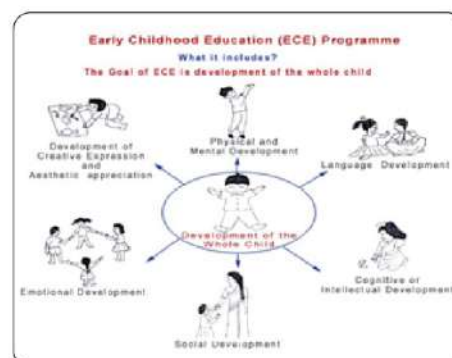 Early Childhood Education (ECE) Programme
What it includes?
The Goal of ECE is development of the whole child
Development of
Creative Expression
and
Aesthetic appreciation
Physical and
Mental Development
Language Development
Development of the
Whole Child
Emotional Development
Social Development
Cognitive or
Intellectual Development